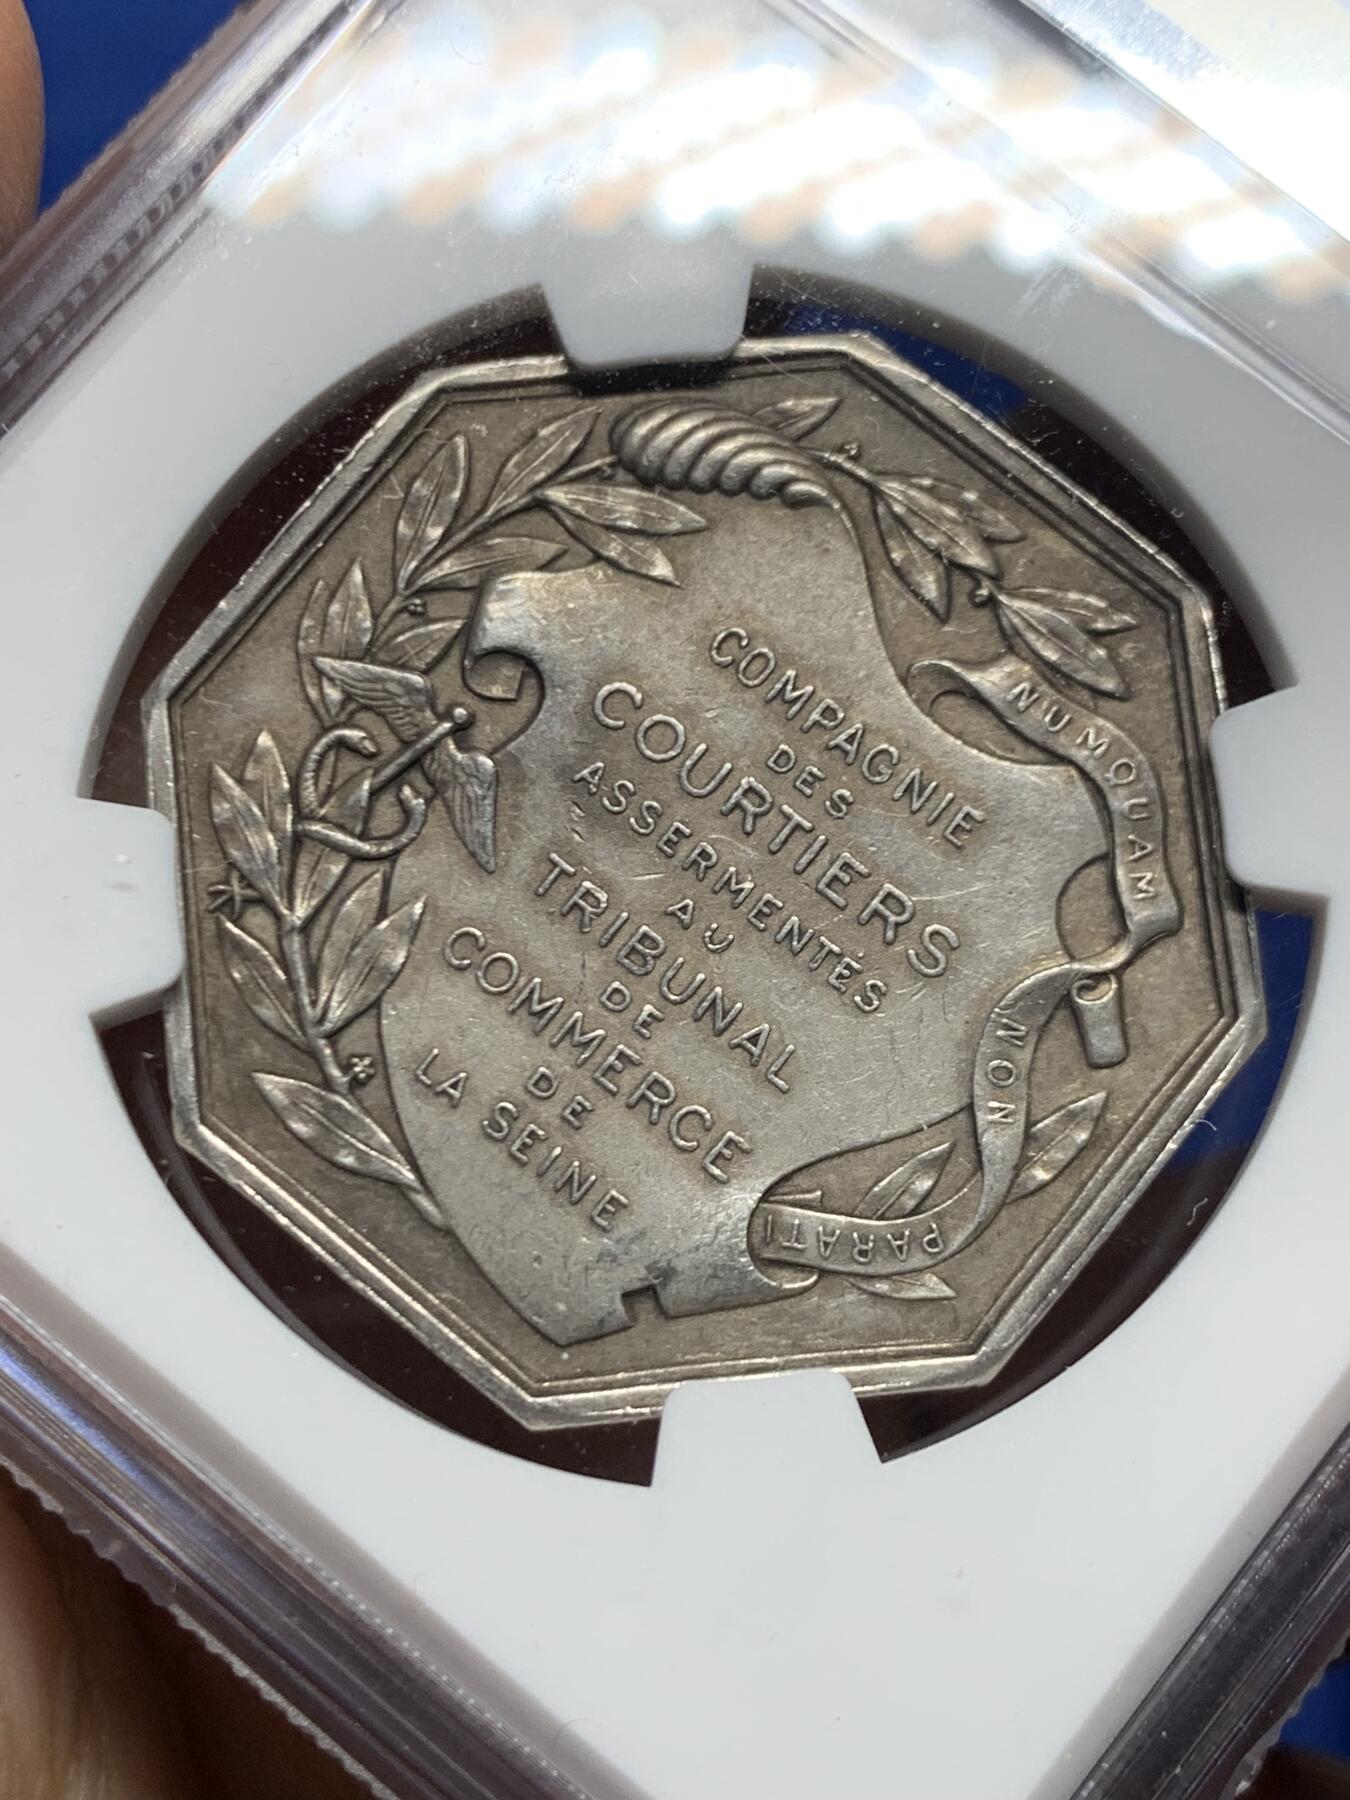 COMPAGNIE
DES
COURTIERS
ASSERMENTÉS
AU
TRIBUNAL
DE
COMMERCE
DE
LA SEINE
NUMQUAM
NON
PARATI